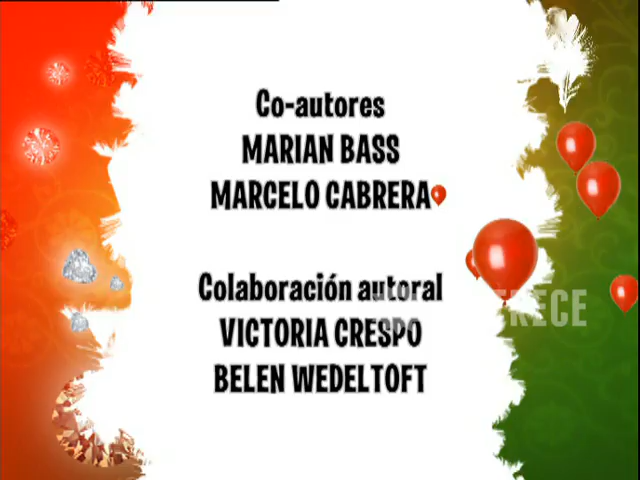 Co-autores
MARIAN BASS
MARCELO CABRERA
Colaboración autoral
VICTORIA CRESPO
BELEN WEDELTOFT